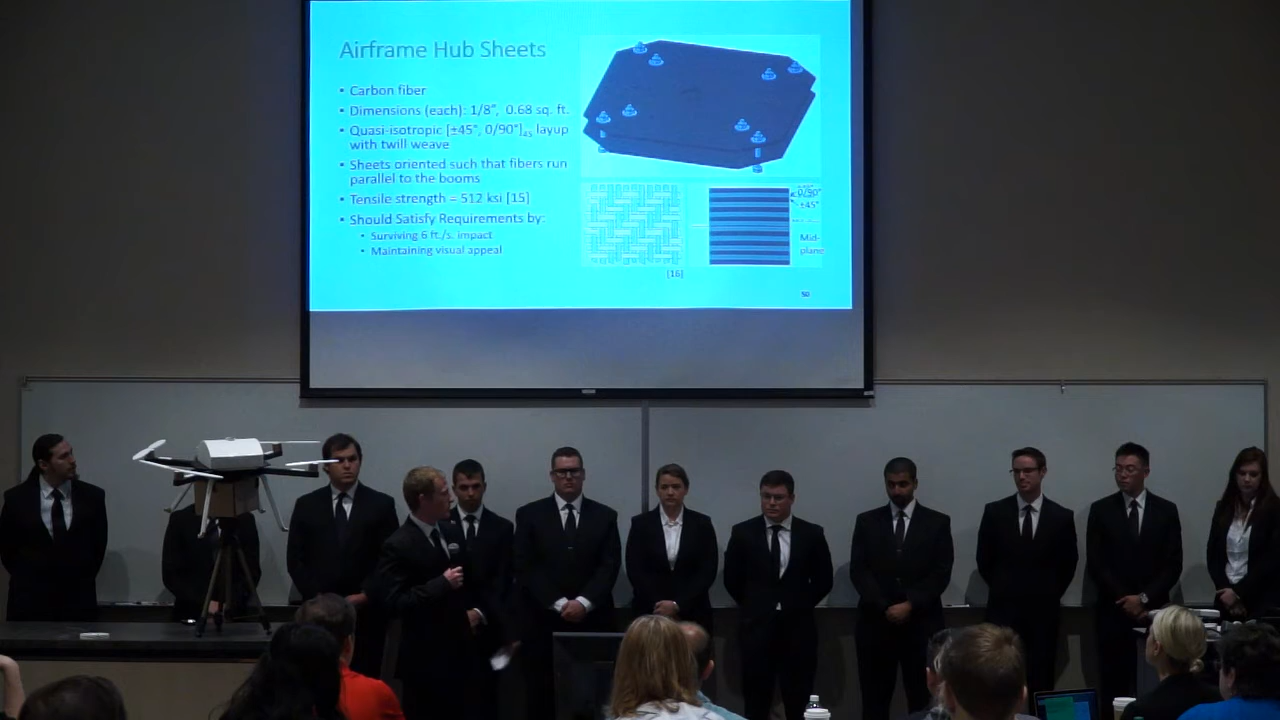 Airframe Hub Sheets
• Carbon fiber
• Dimensions (each): 1/8", 0.68 sq. ft.
• Quasi-isotropic [±45°, 0/90°]4S layup
with twill weave
• Sheets oriented such that fibers run
parallel to the booms
• Tensile strength = 512 ksi [15]
• Should Satisfy Requirements by:
• Surviving 6 ft./s. impact
• Maintaining visual appeal
0/90°
±45°
Mid-
plane
[16]
50